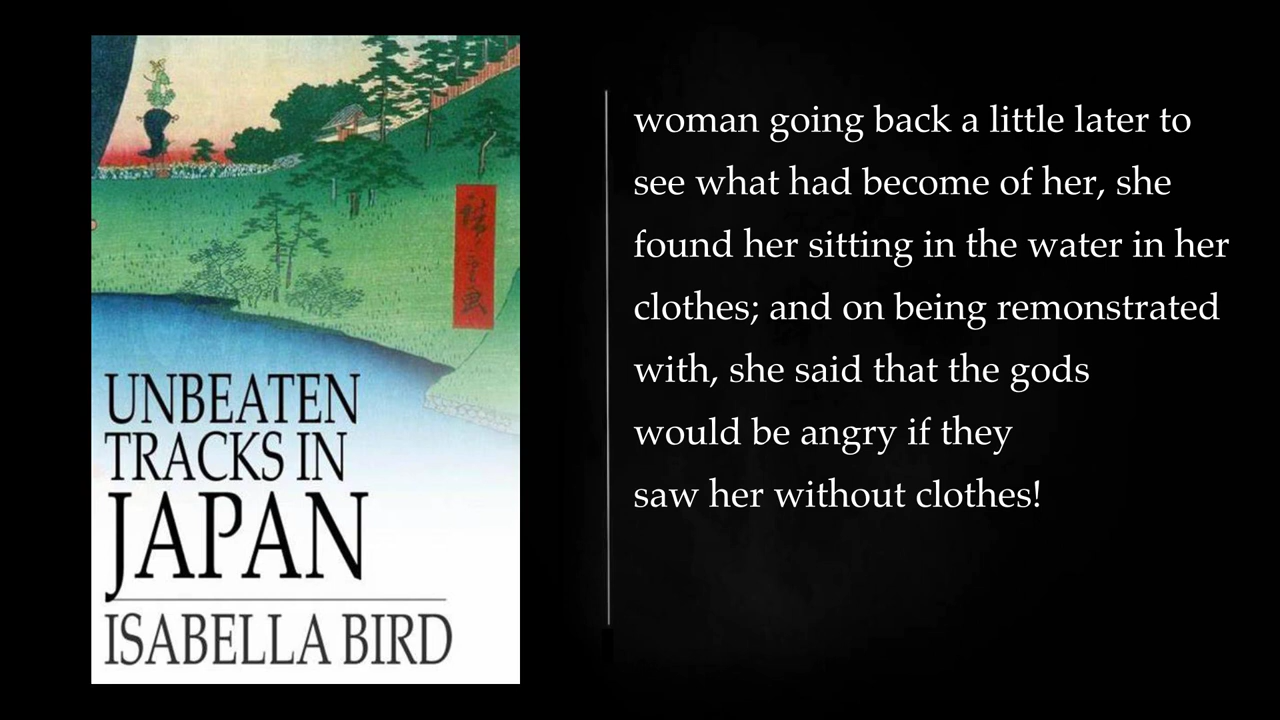 UNBEATEN
TRACKS IN
JAPAN
ISABELLA BIRD
woman going back a little later to
see what had become of her, she
found her sitting in the water in her
clothes; and on being remonstrated
with, she said that the gods
would be angry if they
saw her without clothes!